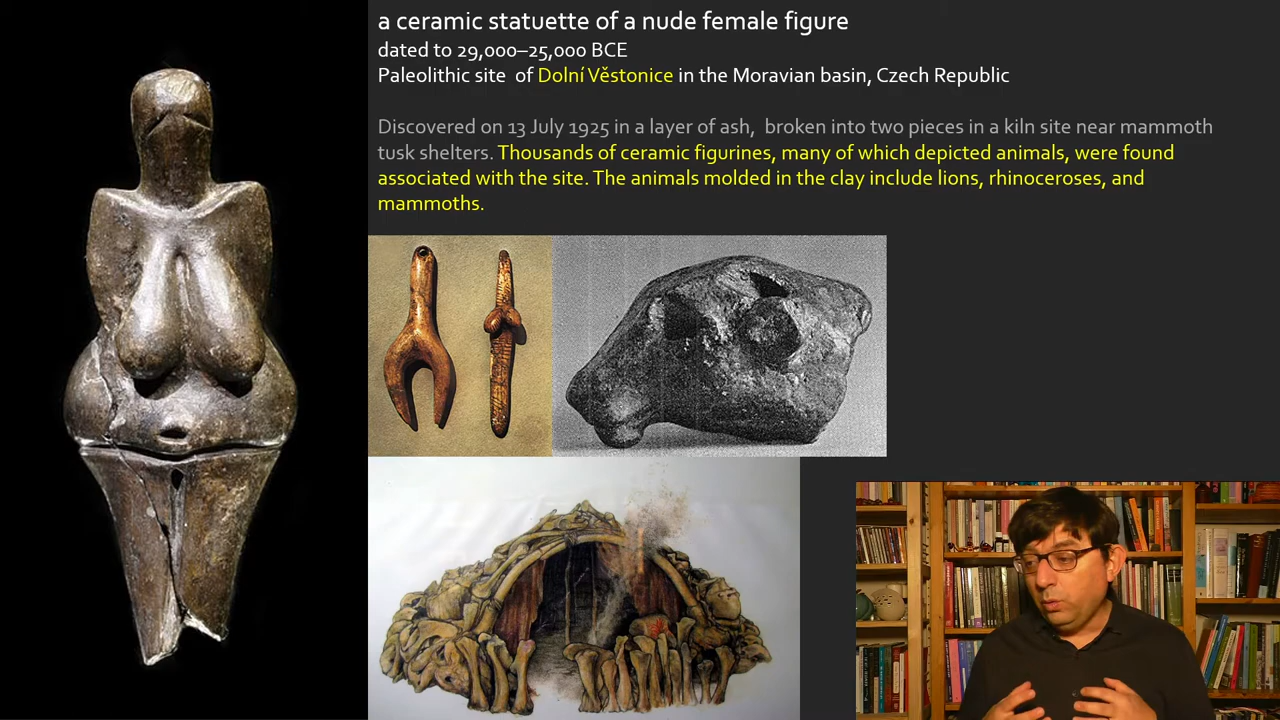 a ceramic statuette of a nude female figure
dated to 29,000–25,000 BCE
Paleolithic site of Dolní Věstonice in the Moravian basin, Czech Republic
Discovered on 13 July 1925 in a layer of ash, broken into two pieces in a kiln site near mammoth
tusk shelters. Thousands of ceramic figurines, many of which depicted animals, were found
associated with the site. The animals molded in the clay include lions, rhinoceroses, and
mammoths.